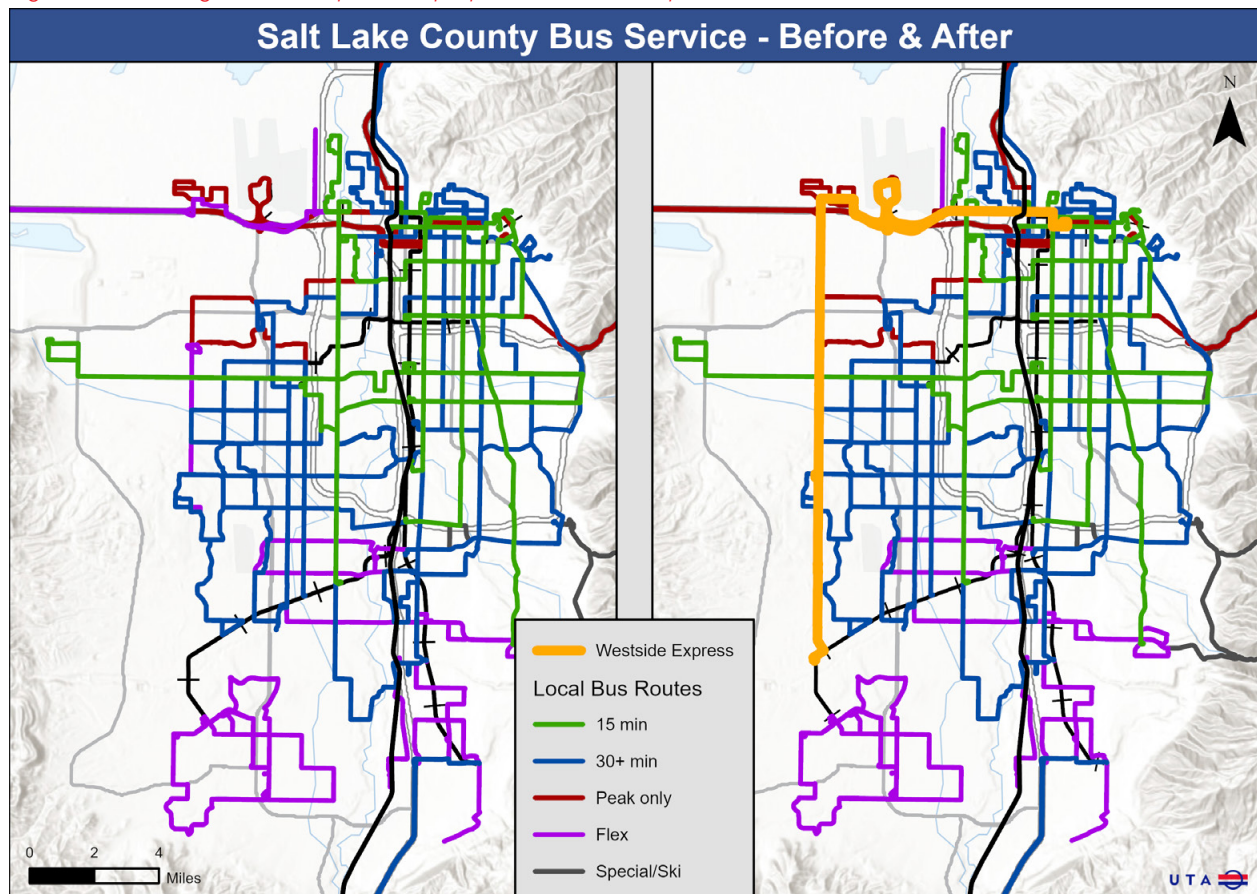 Salt Lake County Bus Service - Before & After
N
Westside Express
Local Bus Routes
15 min
30+ min
Peak only
Flex
Special/Ski
0 2 4
Miles
UTA